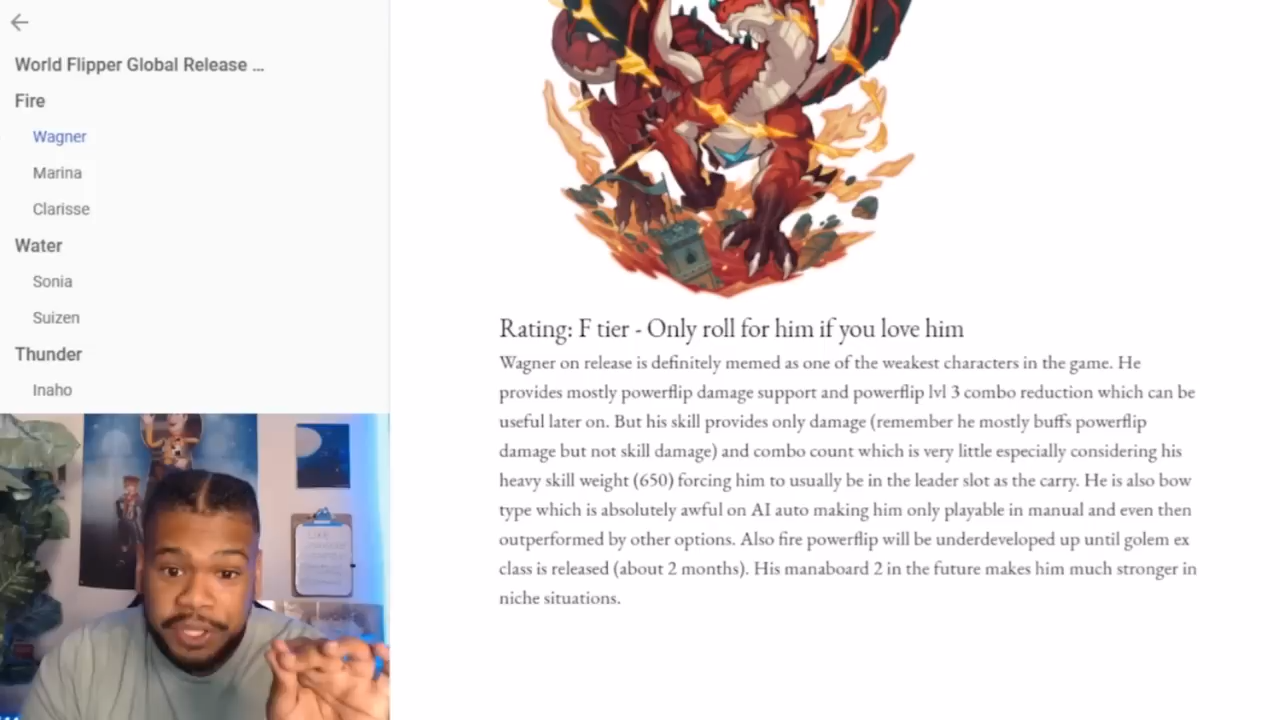 World Flipper Global Release ...
Fire
Wagner
Marina
Clarisse
Water
Sonia
Suizen
Thunder
Inaho
Rating: F tier - Only roll for him if you love him
Wagner on release is definitely memed as one of the weakest characters in the game. He
provides mostly powerflip damage support and powerflip lvl 3 combo reduction which can be
useful later on. But his skill provides only damage (remember he mostly buffs powerflip
damage but not skill damage) and combo count which is very little especially considering his
heavy skill weight (650) forcing him to usually be in the leader slot as the carry. He is also bow
type which is absolutely awful on AI auto making him only playable in manual and even then
outperformed by other options. Also fire powerflip will be underdeveloped up until golem ex
class is released (about 2 months). His manaboard 2 in the future makes him much stronger in
niche situations.
LIKE